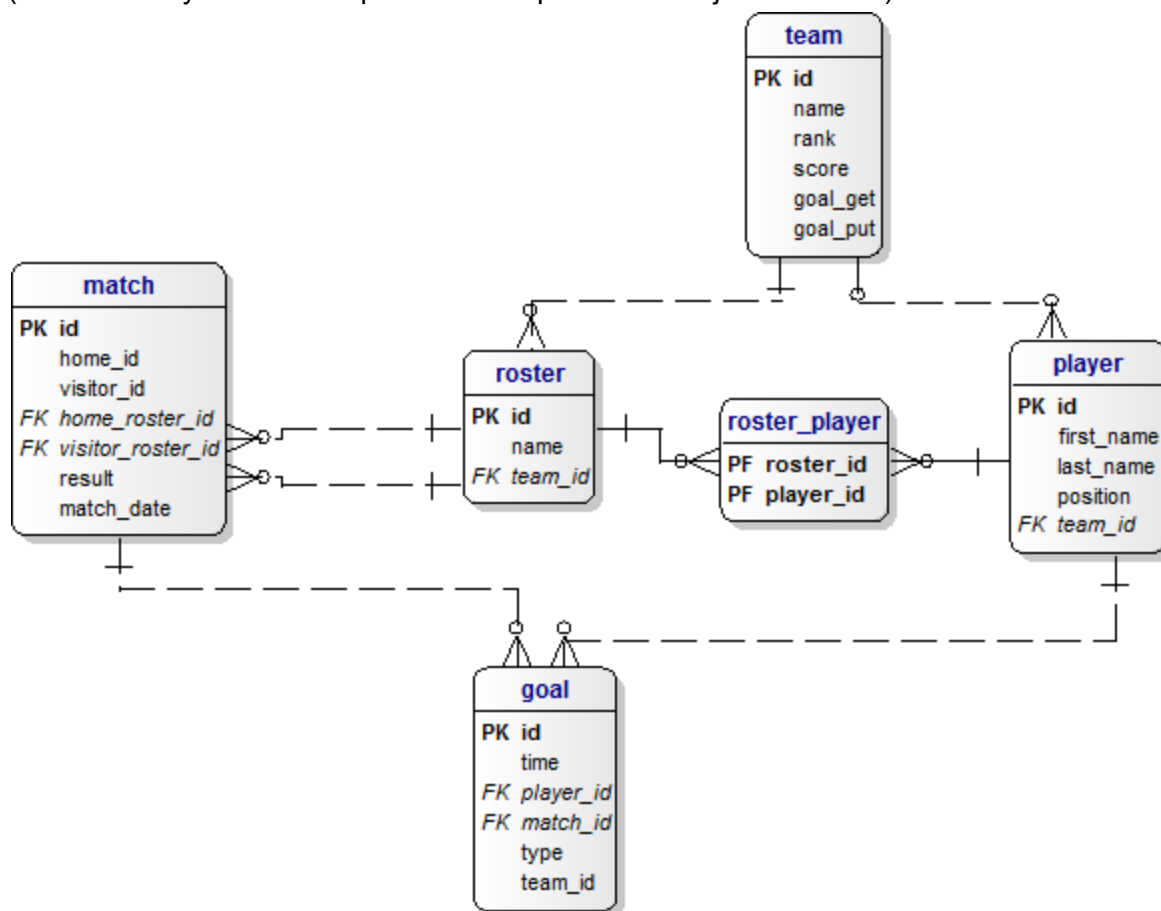 team
PK id
name
rank
score
goal_get
goal_put
match
PK id
home_id
visitor_id
FK home_roster_id
FK visitor_roster_id
result
match_date
roster
PK id
name
FK team_id
roster_player
PF roster_id
PF player_id
player
PK id
first_name
last_name
position
FK team_id
goal
PK id
time
FK player_id
FK match_id
type
team_id